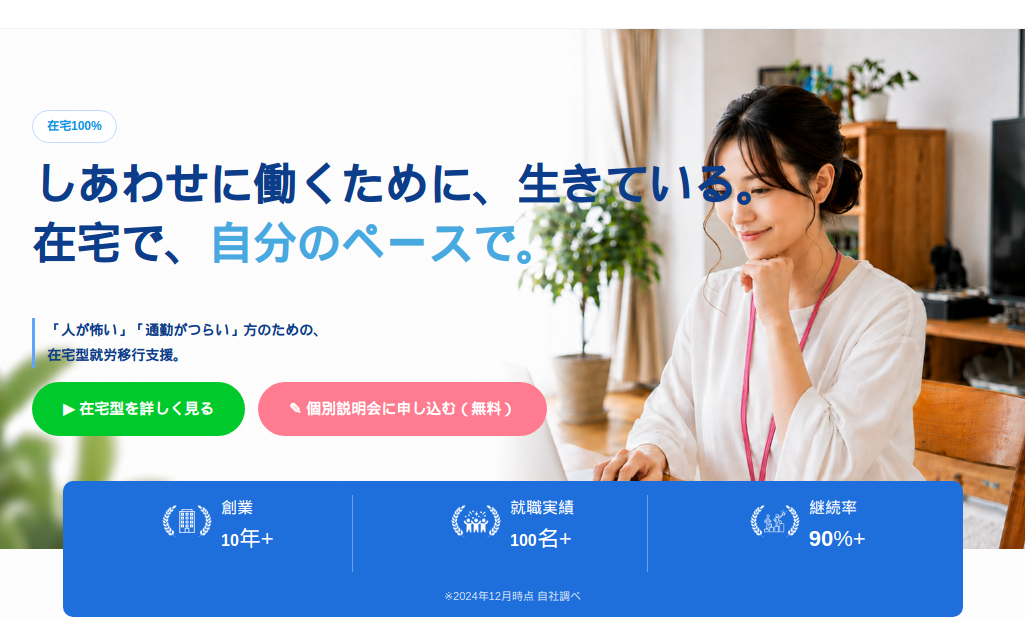 在宅100%
しあわせに働くために、生きている。
在宅で、自分のペースで。
「人が怖い」「通勤がつらい」方のための、
在宅型就労移行支援。
▶ 在宅型を詳しく見る
✎ 個別説明会に申し込む（無料）
創業
10年+
就職実績
100名+
継続率
90%+
※2024年12月時点 自社調べ